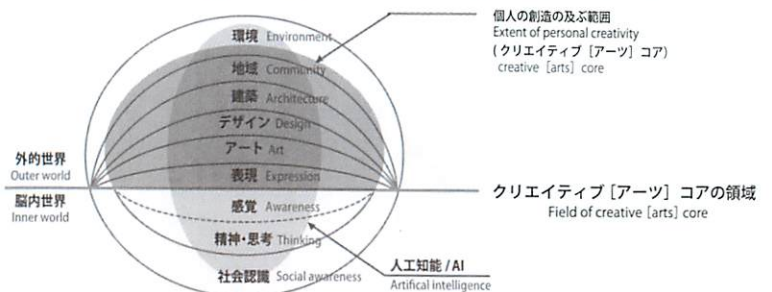 個人の創造の及ぶ範囲
Extent of personal creativity
(クリエイティブ［アーツ］コア)
creative［arts］core
環境 Environment
地域 Community
建築 Architecture
デザイン Design
アート Art
表現 Expression
外的世界
Outer world
脳内世界
Inner world
感覚 Awareness
精神・思考 Thinking
社会認識 Social awareness
クリエイティブ［アーツ］コアの領域
Field of creative［arts］core
人工知能 / AI
Artifical intelligence